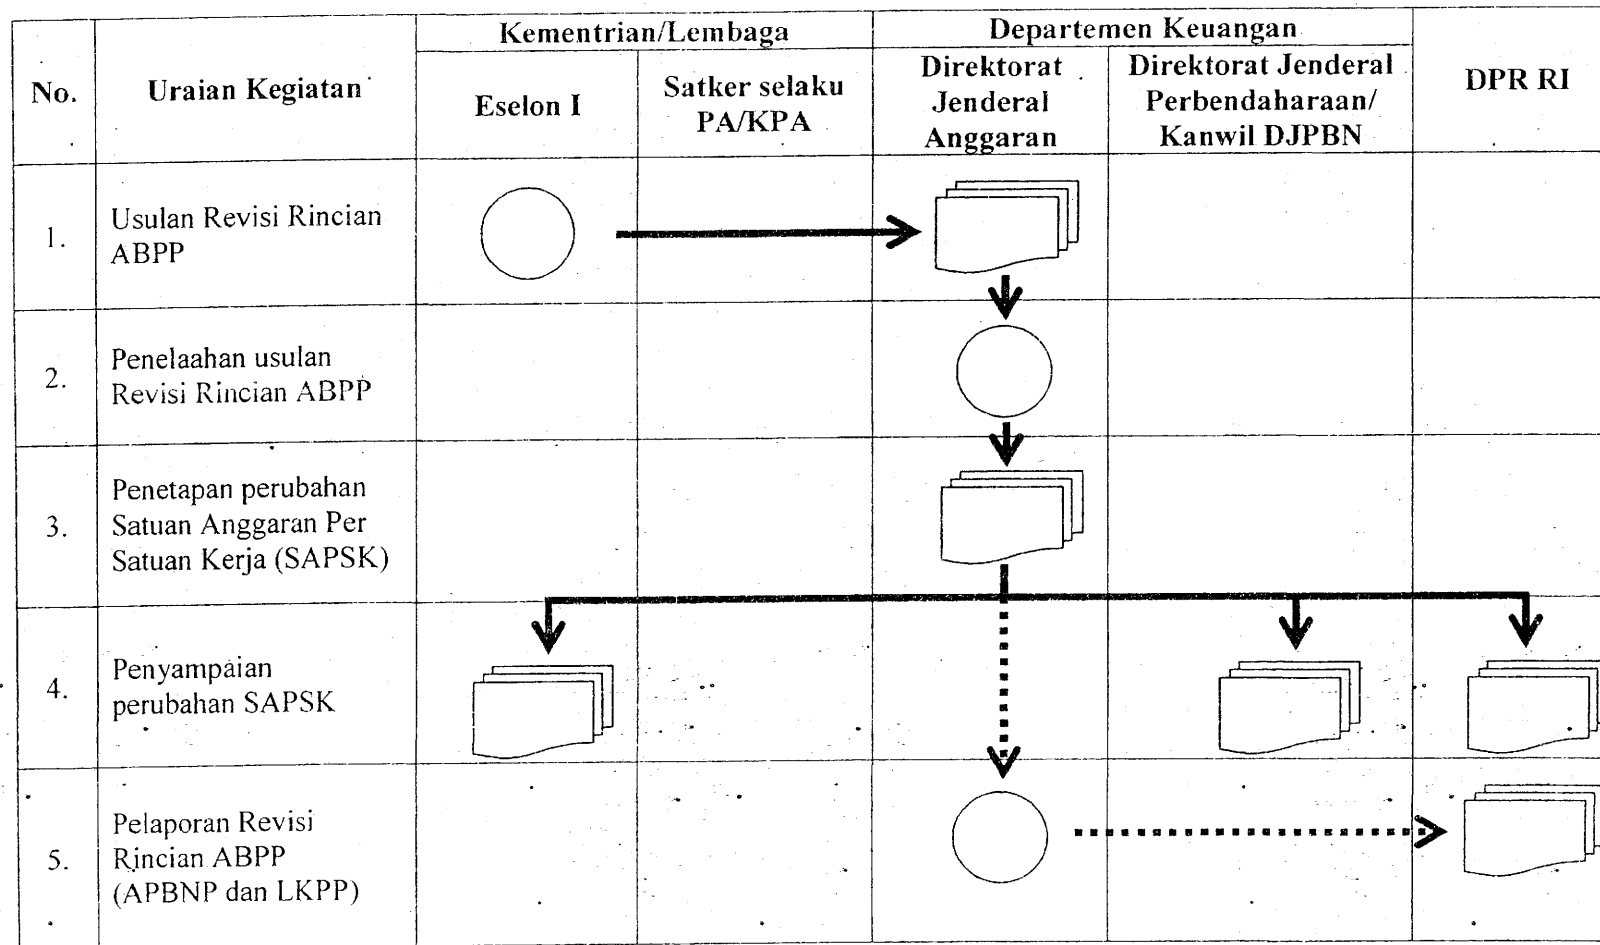 No.
Uraian Kegiatan
Kementrian/Lembaga
Departemen Keuangan
Eselon I
Satker selaku
PA/KPA
Direktorat
Jenderal
Anggaran
Direktorat Jenderal
Perbendaharaan/
Kanwil DJPBN
DPR RI
1.
Usulan Revisi Rincian
ABPP
2.
Penelaahan usulan
Revisi Rincian ABPP
3.
Penetapan perubahan
Satuan Anggaran Per
Satuan Kerja (SAPSK)
4.
Penyampaian
perubahan SAPSK
5.
Pelaporan Revisi
Rincian ABPP
(APBNP dan LKPP)